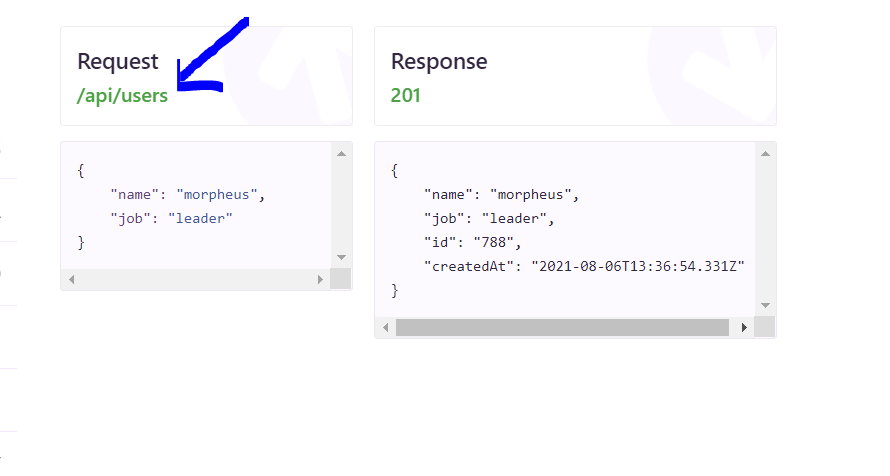 Request
/api/users
{
"name": "morpheus",
"job": "leader"
}
Response
201
{
"name": "morpheus",
"job": "leader",
"id": "788",
"createdAt": "2021-08-06T13:36:54.331Z"
}